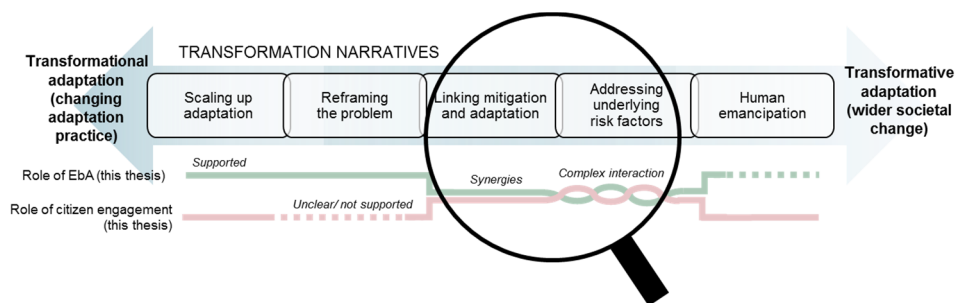 TRANSFORMATION NARRATIVES
Transformational
adaptation
(changing
adaptation
practice)
Scaling up
adaptation
Reframing
the problem
Linking mitigation
and adaptation
Addressing
underlying
risk factors
Human
emancipation
Transformative
adaptation
(wider societal
change)
Role of EbA (this thesis)
Supported
Synergies
Complex interaction
Role of citizen engagement
(this thesis)
Unclear/ not supported